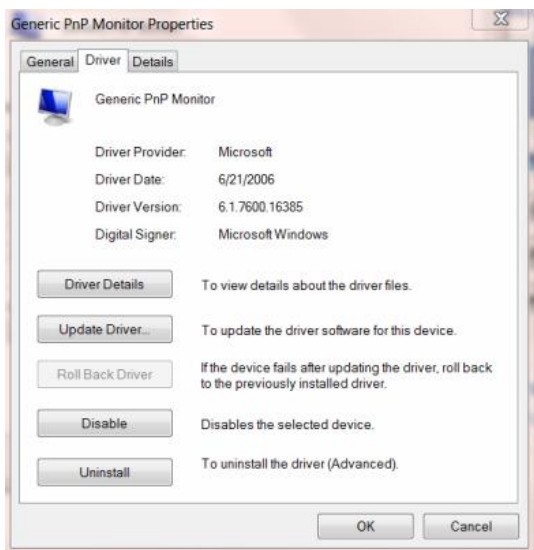 Generic PnP Monitor Properties
General Driver Details
Generic PnP Monitor
Driver Provider: Microsoft
Driver Date: 6/21/2006
Driver Version: 6.1.7600.16385
Digital Signer: Microsoft Windows
Driver Details To view details about the driver files.
Update Driver... To update the driver software for this device.
Roll Back Driver If the device fails after updating the driver, roll back
to the previously installed driver.
Disable Disables the selected device.
Uninstall To uninstall the driver (Advanced).
OK Cancel